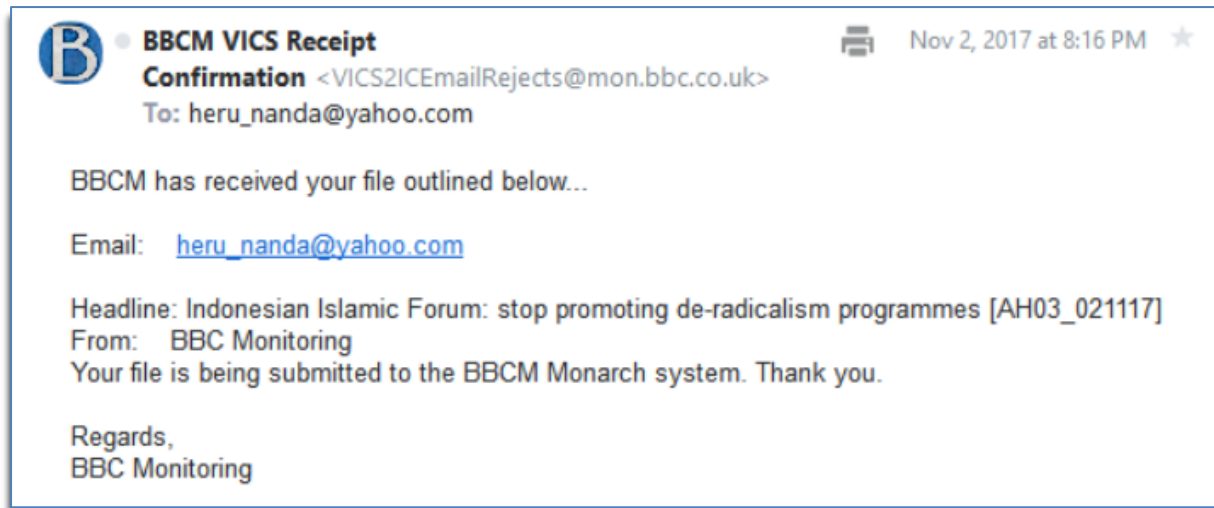 B
BBCM VICS Receipt
Nov 2, 2017 at 8:16 PM
Confirmation <VICS2ICEmailRejects@mon.bbc.co.uk>
To: heru_nanda@yahoo.com
BBCM has received your file outlined below...
Email: heru_nanda@yahoo.com
Headline: Indonesian Islamic Forum: stop promoting de-radicalism programmes [AH03_021117]
From: BBC Monitoring
Your file is being submitted to the BBCM Monarch system. Thank you.
Regards,
BBC Monitoring